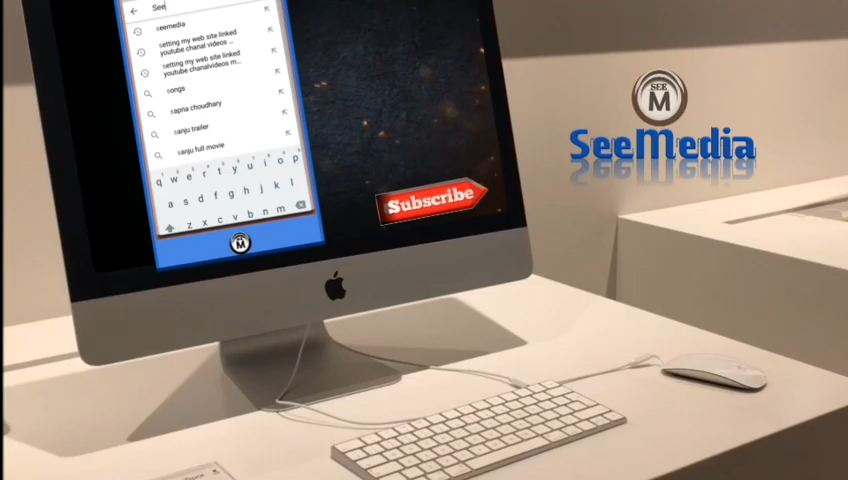 See
seemedia
setting my web site linked
youtube chanal videos ...
setting my web site linked
youtube chanalvideos m...
songs
sapna choudhary
sanju trailer
sanju full movie
q w e r t y u i o p
a s d f g h j k l
z x c v b n m
M
Subscribe
SEE
M
SeeMedia